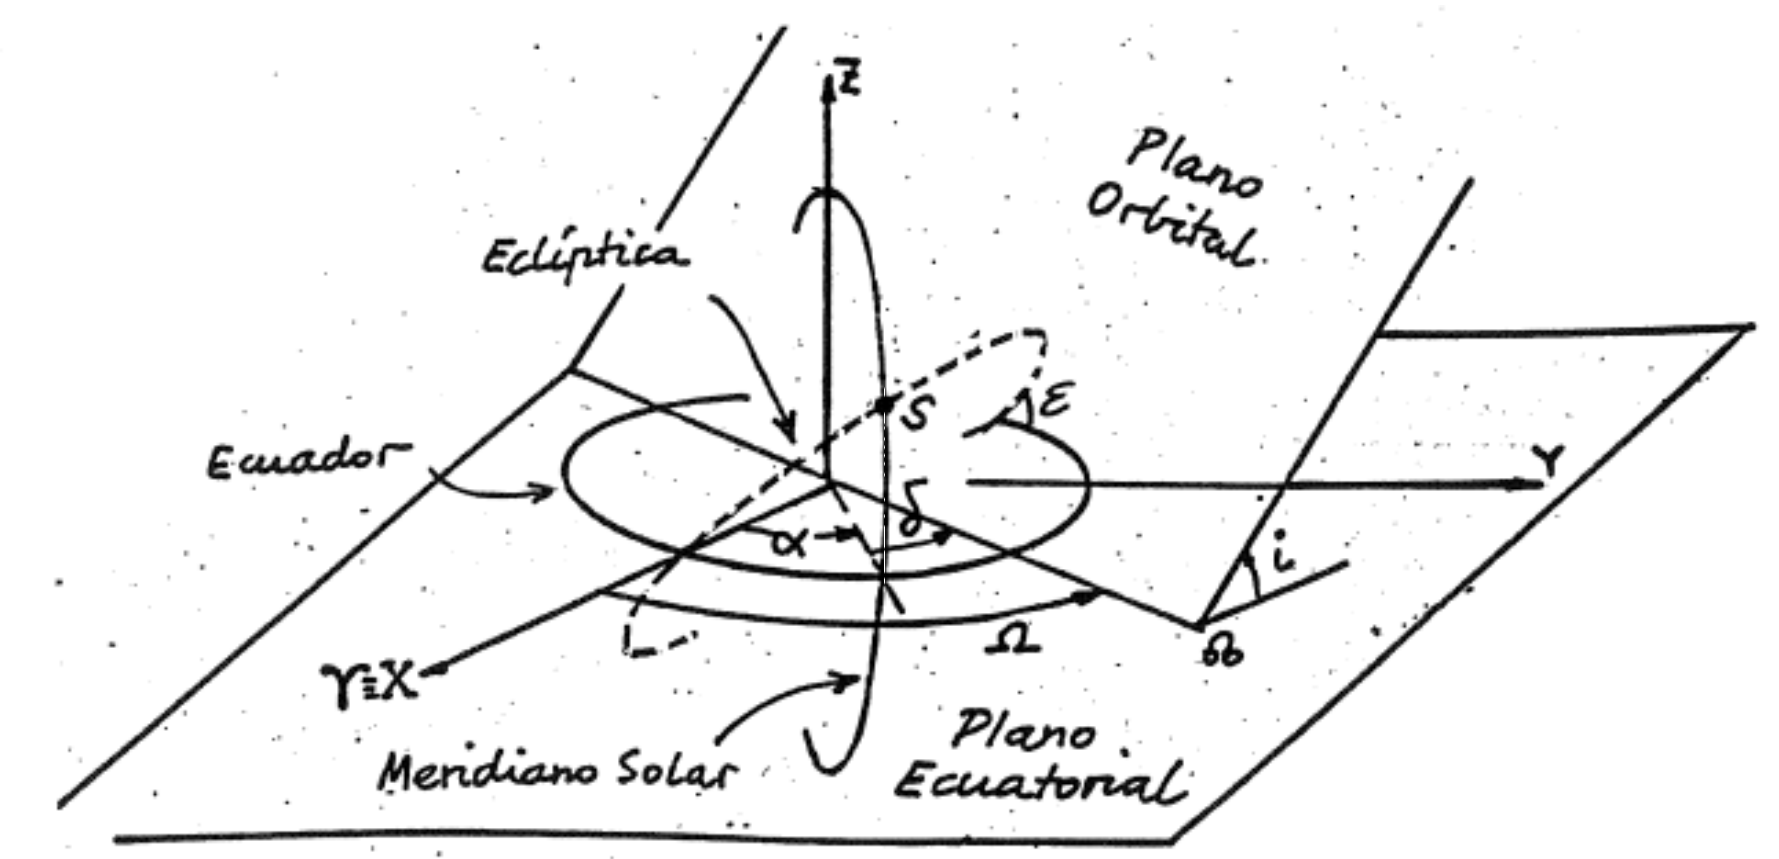 Z
Plano
Orbital
Eclíptica
S
ε
Ecuador
Y
δ
α
i
Ω
☊
♈≡X
Plano
Ecuatorial
Meridiano Solar